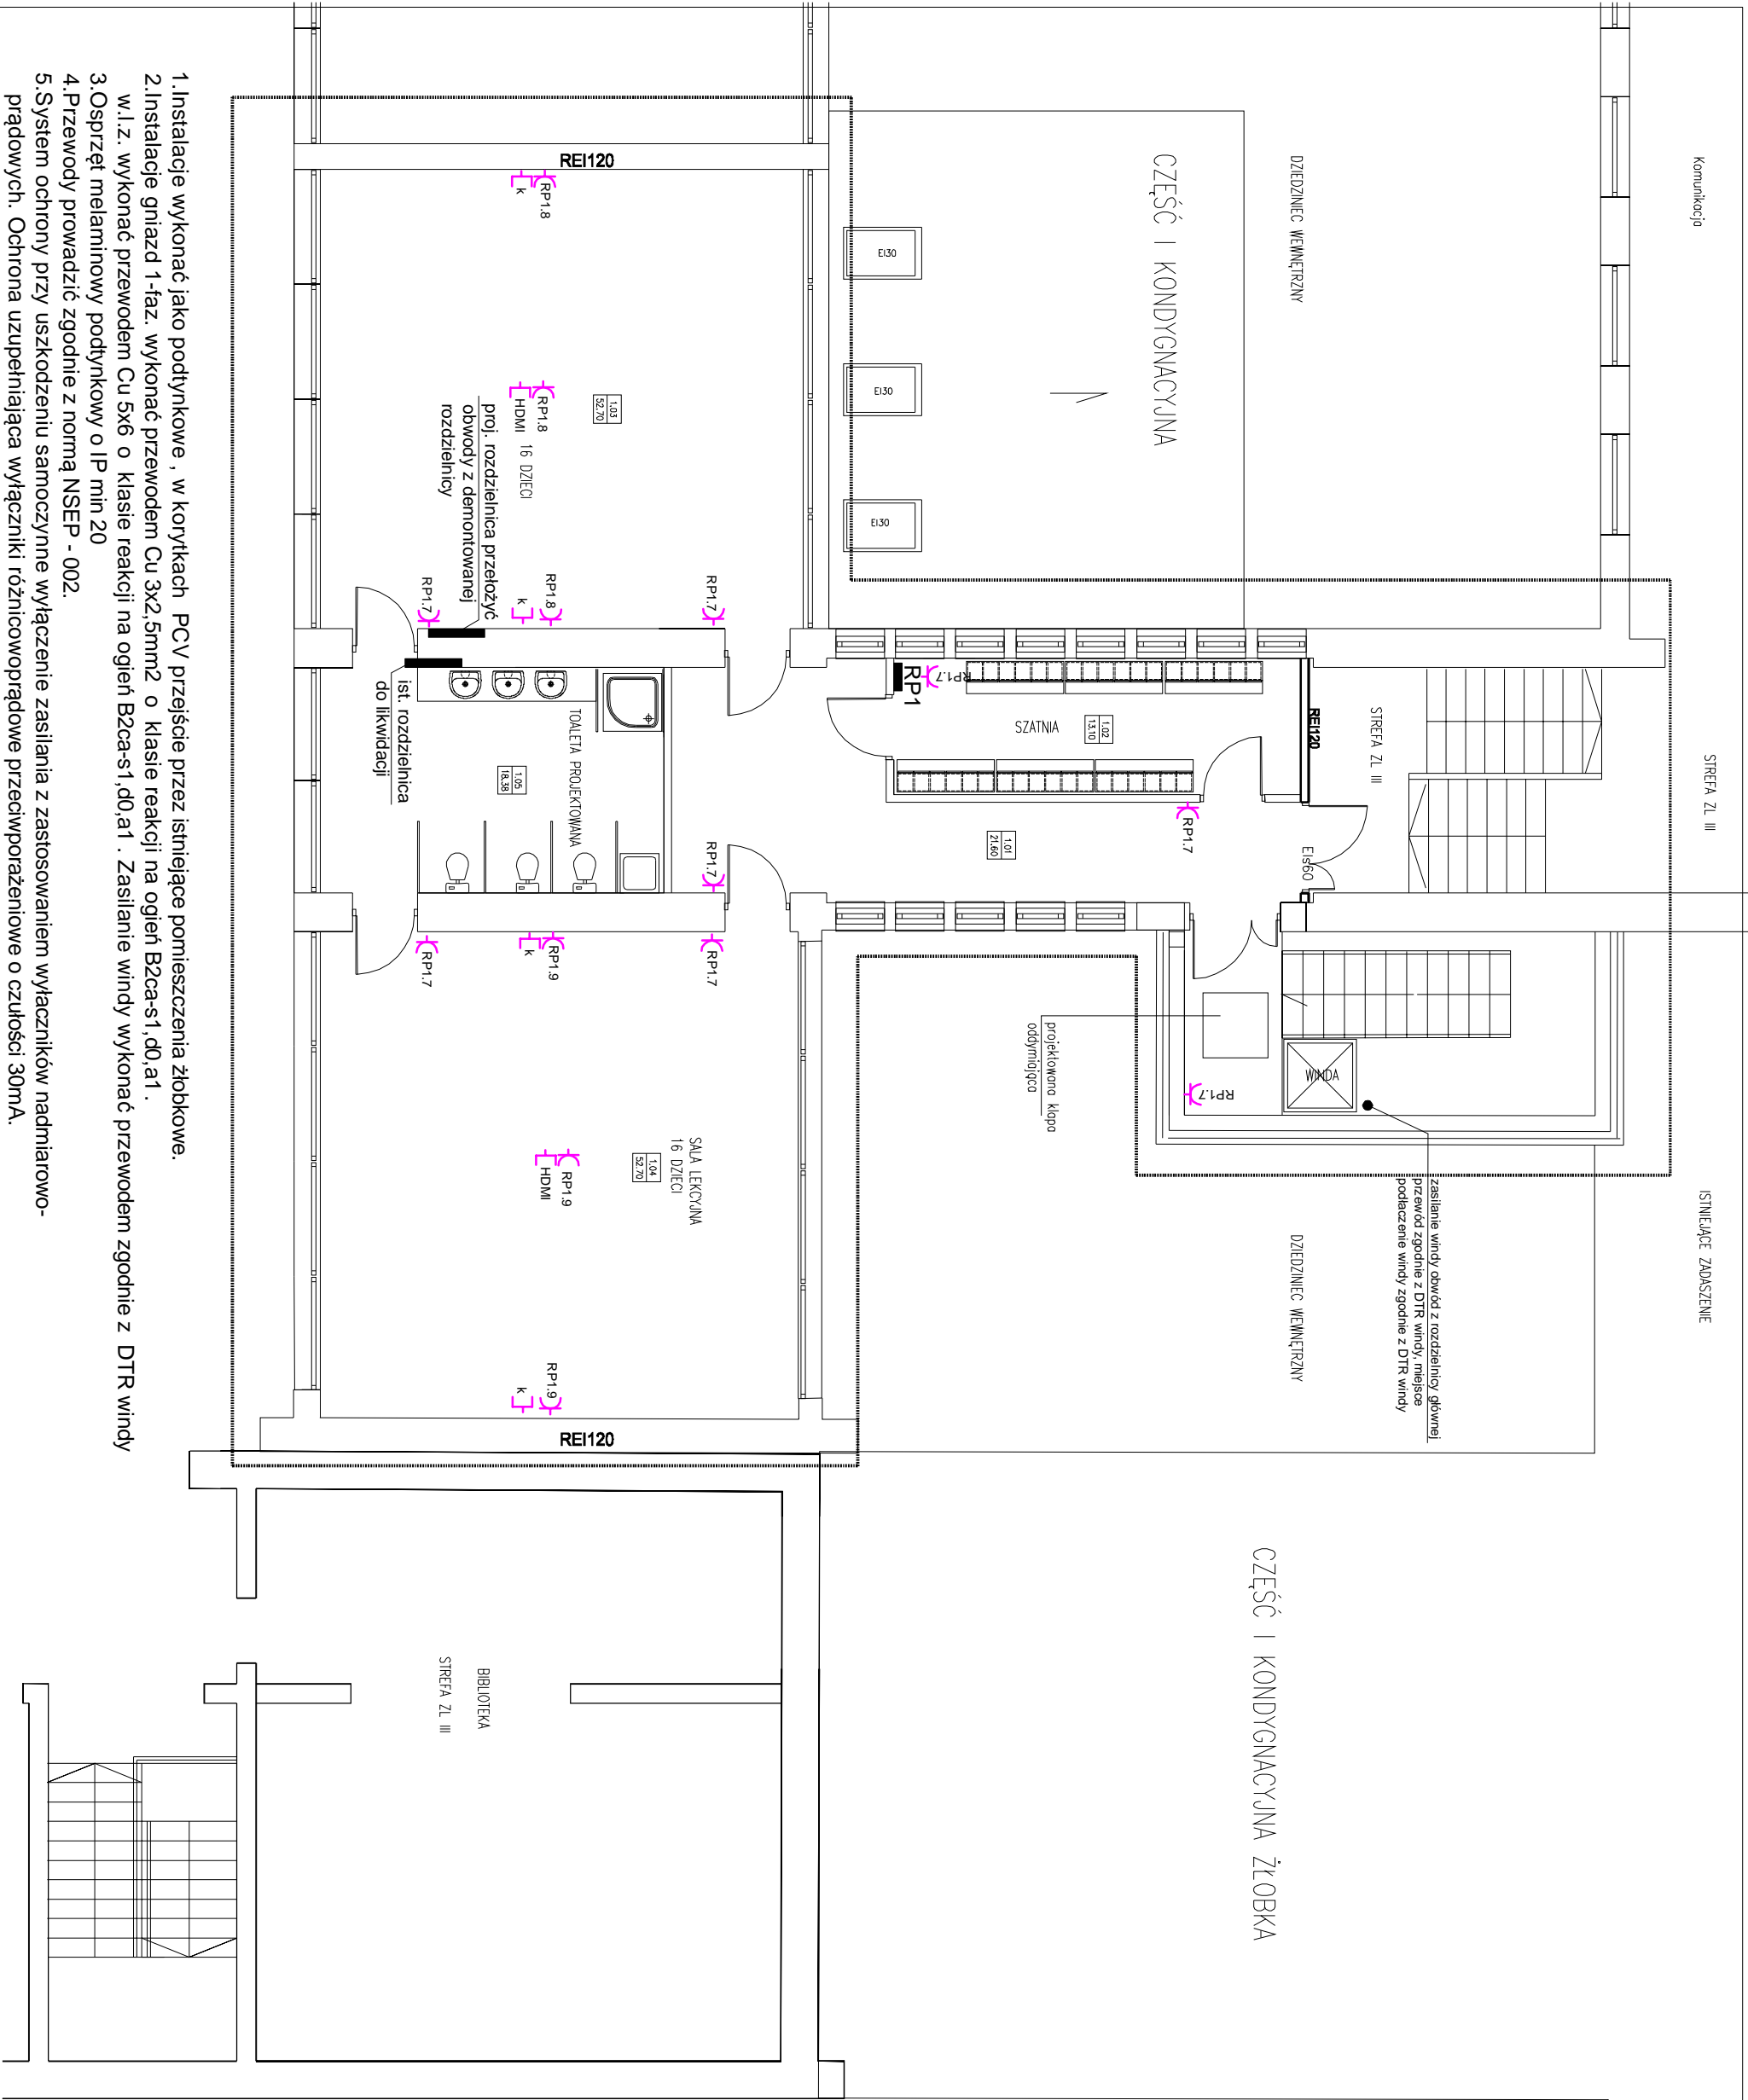 Komunikacja
STREFA ZL III
ISTNIEJĄCE ZADASZENIE
DZIEDZINIEC WEWNĘTRZNY
CZĘŚĆ I KONDYGNACYJNA
EI30
EI30
EI30
STREFA ZL III
REI120
EIs60
WINDA
zasilanie windy obwód z rozdzielnicy głównej
przewód zgodnie z DTR windy, miejsce
podłaczenie windy zgodnie z DTR windy
DZIEDZINIEC WEWNĘTRZNY
CZĘŚĆ I KONDYGNACYJNA ŻŁOBKA
RP1.7
projektowana klapa
oddymiająca
RP1.7
1.02
13.10
SZATNIA
RP1.7
RP1
1.01
21.60
REI120
RP1.8
k
1.03
52.70
RP1.8
HDMI
16 DZIECI
proj. rozdzielnica przełożyć
obwody z demontowanej
rozdzielnicy
RP1.7
RP1.8
k
RP1.7
TOALETA PROJEKTOWANA
1.05
18.38
ist. rozdzielnica
do likwidacji
RP1.7
RP1.7
RP1.9
k
RP1.7
SALA LEKCYJNA
16 DZIECI
1.04
52.70
RP1.9
HDMI
RP1.9
k
REI120
BIBLIOTEKA
STREFA ZL III
1.Instalacje wykonać jako podtynkowe , w korytkach PCV przejście przez istniejące pomieszczenia żłobkowe.
2.Instalacje gniazd 1-faz. wykonać przewodem Cu 3x2,5mm2 o klasie reakcji na ogień B2ca-s1,d0,a1 .
w.l.z. wykonać przewodem Cu 5x6 o klasie reakcji na ogień B2ca-s1,d0,a1 . Zasilanie windy wykonać przewodem zgodnie z DTR windy
3.Osprzęt melaminowy podtynkowy o IP min 20
4.Przewody prowadzić zgodnie z normą NSEP - 002.
5.System ochrony przy uszkodzeniu samoczynne wyłączenie zasilania z zastosowaniem wyłaczników nadmiarowo-
prądowych. Ochrona uzupełniająca wyłączniki różnicowoprądowe przeciwporażeniowe o czułości 30mA.